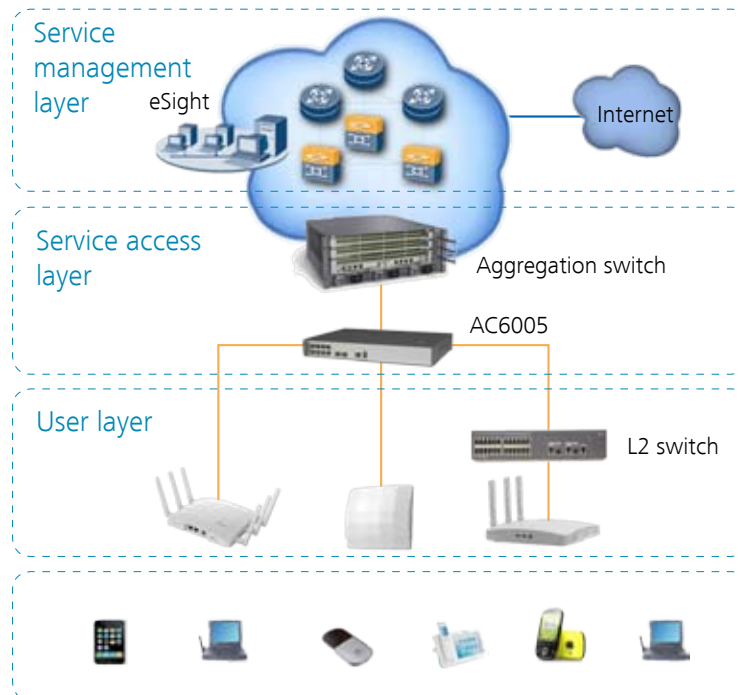 Service
management
layer
eSight
Internet
Service access
layer
Aggregation switch
AC6005
User layer
L2 switch